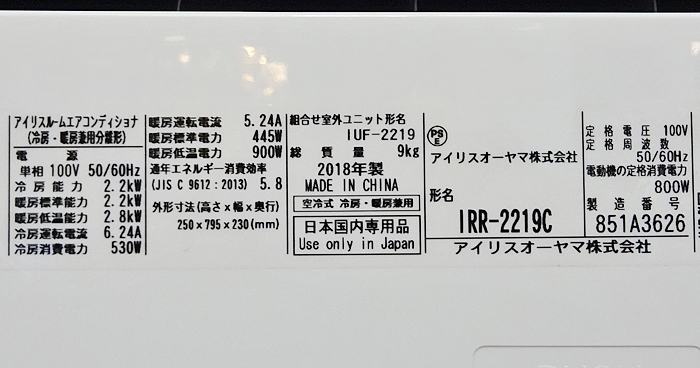 アイリスルームエアコンディショナ
(冷房・暖房兼用分離形)
電源
単相 100V 50/60Hz
冷房能力 2.2kW
暖房標準能力 2.2kW
暖房低温能力 2.8kW
冷房運転電流 6.24A
冷房消費電力 530W
暖房運転電流 5.24A
暖房標準電力 445W
暖房低温電力 900W
通年エネルギー消費効率
(JIS C 9612:2013) 5.8
外形寸法(高さx幅x奥行)
250x795x230(mm)
組合せ室外ユニット形名
IUF-2219
総質量 9kg
2018年製
MADE IN CHINA
空冷式 冷房・暖房兼用
日本国内専用品
Use only in Japan
PS
E
アイリスオーヤマ株式会社
形名
IRR-2219C
定格電圧 100V
定格周波数
50/60Hz
電動機の定格消費電力
800W
製造番号
851A3626
アイリスオーヤマ株式会社